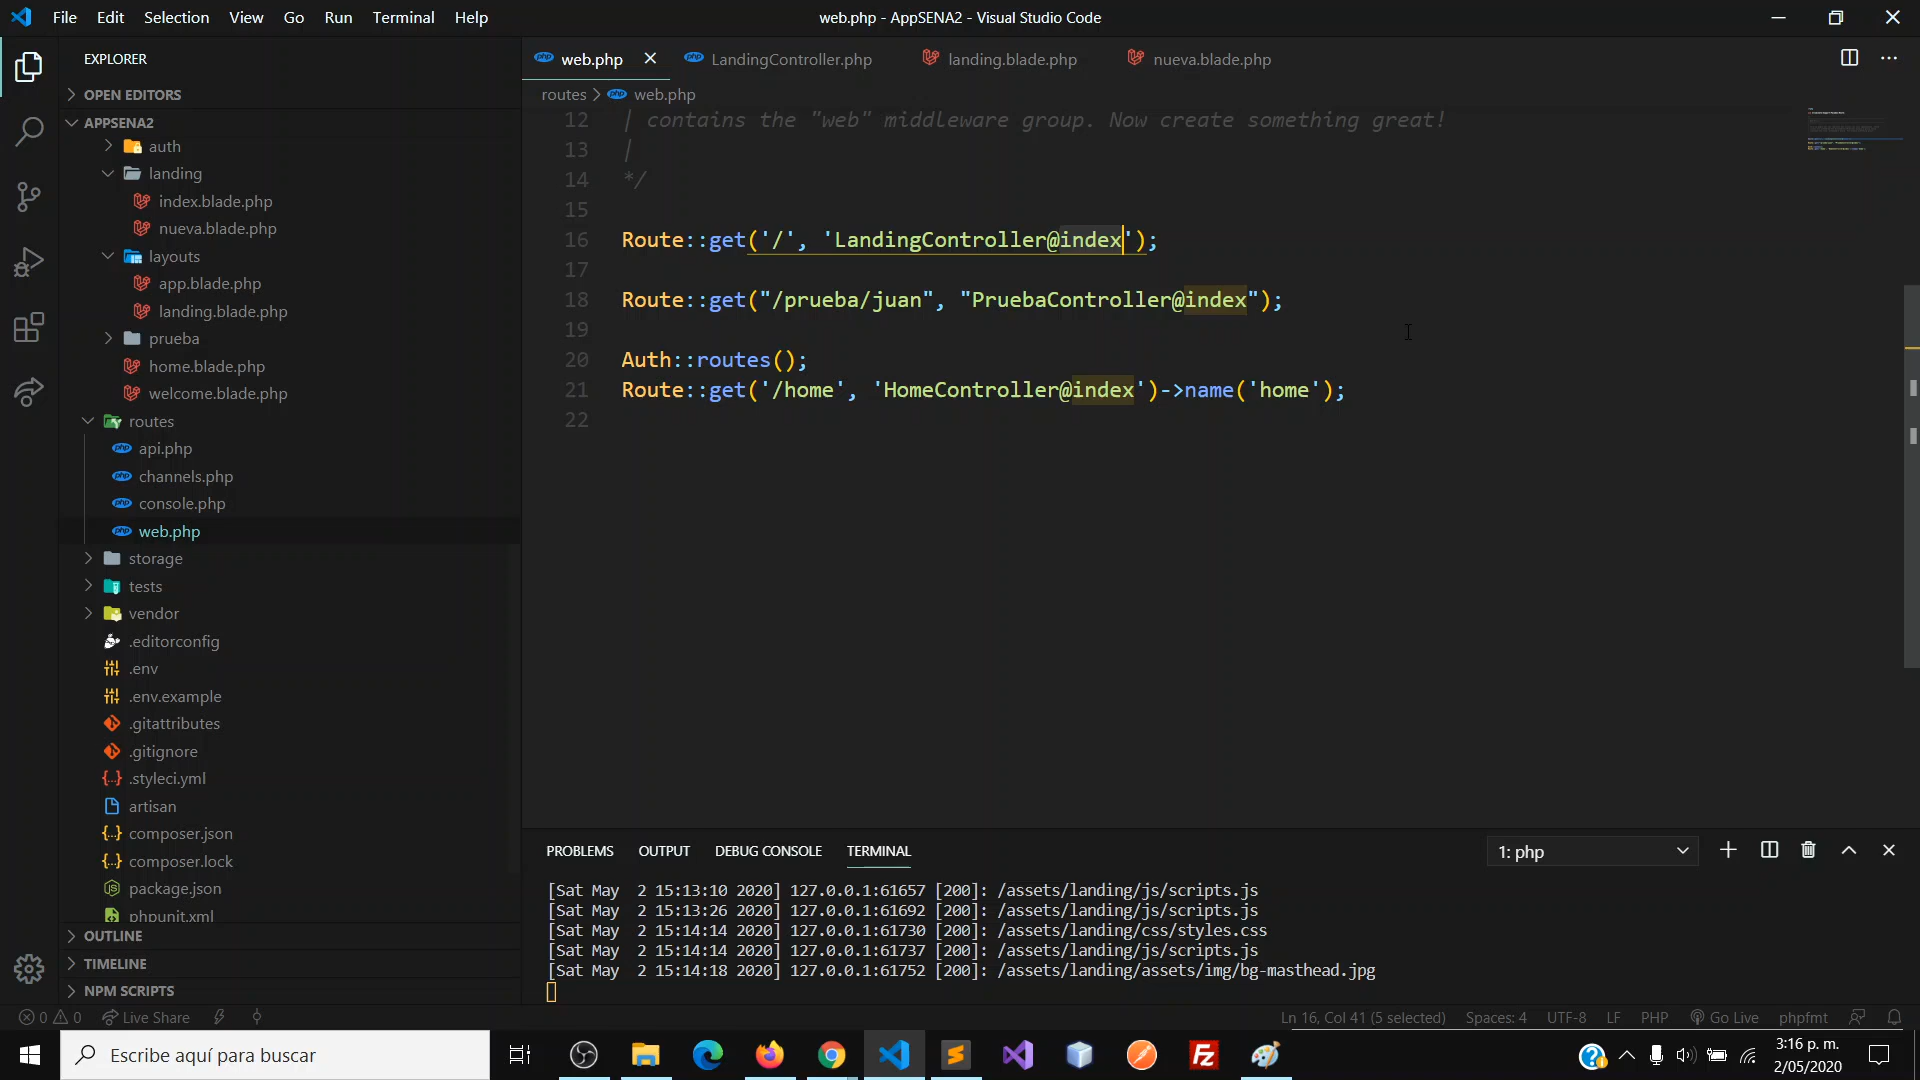 File Edit Selection View Go Run Terminal Help
web.php - AppSENA2 - Visual Studio Code
EXPLORER
OPEN EDITORS
APPSENA2
auth
landing
index.blade.php
nueva.blade.php
layouts
app.blade.php
landing.blade.php
prueba
home.blade.php
welcome.blade.php
routes
api.php
channels.php
console.php
web.php
storage
tests
vendor
.editorconfig
.env
.env.example
.gitattributes
.gitignore
.styleci.yml
artisan
composer.json
composer.lock
package.json
phpunit.xml
OUTLINE
TIMELINE
NPM SCRIPTS
web.php LandingController.php landing.blade.php nueva.blade.php
routes > web.php
12 | contains the "web" middleware group. Now create something great!
13 |
14 */
15
16 Route::get('/', 'LandingController@index');
17
18 Route::get("/prueba/juan", "PruebaController@index");
19
20 Auth::routes();
21 Route::get('/home', 'HomeController@index')->name('home');
22
PROBLEMS OUTPUT DEBUG CONSOLE TERMINAL
1: php
[Sat May  2 15:13:10 2020] 127.0.0.1:61657 [200]: /assets/landing/js/scripts.js
[Sat May  2 15:13:26 2020] 127.0.0.1:61692 [200]: /assets/landing/js/scripts.js
[Sat May  2 15:14:14 2020] 127.0.0.1:61730 [200]: /assets/landing/css/styles.css
[Sat May  2 15:14:14 2020] 127.0.0.1:61737 [200]: /assets/landing/js/scripts.js
[Sat May  2 15:14:18 2020] 127.0.0.1:61752 [200]: /assets/landing/assets/img/bg-masthead.jpg
0 0 Live Share
Ln 16, Col 41 (5 selected) Spaces: 4 UTF-8 LF PHP Go Live phpfmt
Escribe aquí para buscar
3:16 p. m.
2/05/2020